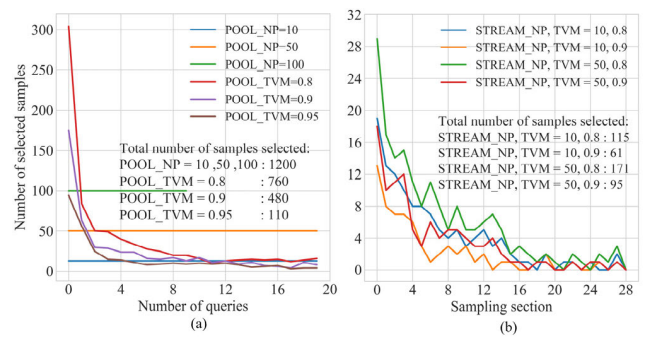 300
250
200
150
100
50
0
Number of selected samples
POOL_NP=10
POOL_NP=50
POOL_NP=100
POOL_TVM=0.8
POOL_TVM=0.9
POOL_TVM=0.95
Total number of samples selected:
POOL_NP = 10 ,50 ,100 : 1200
POOL_TVM = 0.8 : 760
POOL_TVM = 0.9 : 480
POOL_TVM = 0.95 : 110
0 4 8 12 16 20
Number of queries
(a)
32
28
24
20
16
12
8
4
0
STREAM_NP, TVM = 10, 0.8
STREAM_NP, TVM = 10, 0.9
STREAM_NP, TVM = 50, 0.8
STREAM_NP, TVM = 50, 0.9
Total number of samples selected:
STREAM_NP, TVM = 10, 0.8 : 115
STREAM_NP, TVM = 10, 0.9 : 61
STREAM_NP, TVM = 50, 0.8 : 171
STREAM_NP, TVM = 50, 0.9 : 95
0 4 8 12 16 20 24 28
Sampling section
(b)